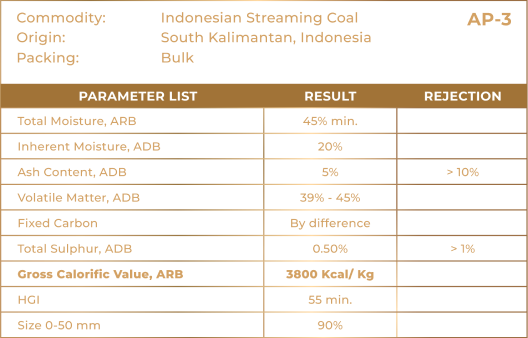 Commodity: Indonesian Streaming Coal AP-3
Origin: South Kalimantan, Indonesia
Packing: Bulk
PARAMETER LIST RESULT REJECTION
Total Moisture, ARB 45% min.
Inherent Moisture, ADB 20%
Ash Content, ADB 5% > 10%
Volatile Matter, ADB 39% - 45%
Fixed Carbon By difference
Total Sulphur, ADB 0.50% > 1%
Gross Calorific Value, ARB 3800 Kcal/ Kg
HGI 55 min.
Size 0-50 mm 90%